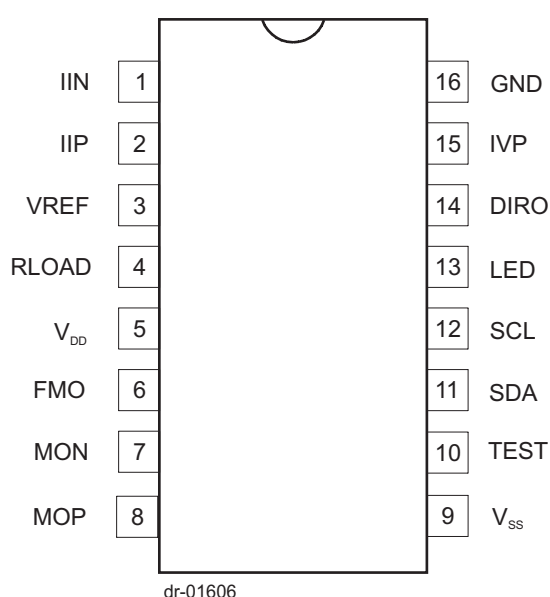 IIN 1 16 GND
IIP 2 15 IVP
VREF 3 14 DIRO
RLOAD 4 13 LED
VDD 5 12 SCL
FMO 6 11 SDA
MON 7 10 TEST
MOP 8 9 VSS
dr-01606